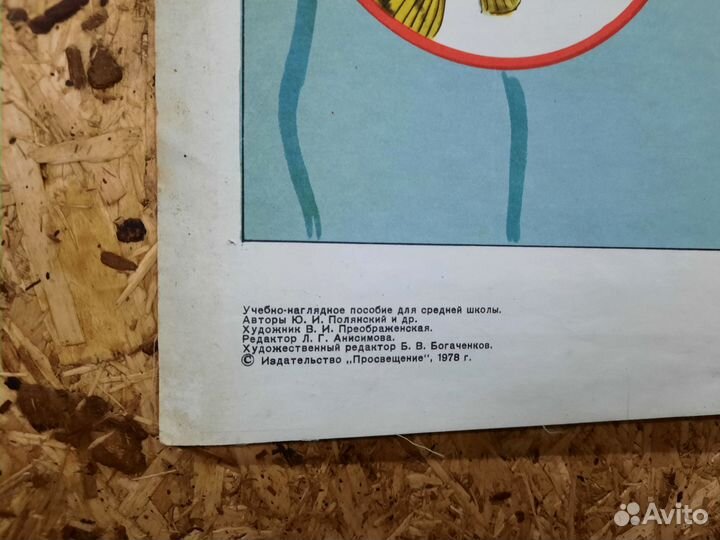 Учебно-наглядное пособие для средней школы.
Авторы Ю. И. Полянский и др.
Художник В. И. Преображенская.
Редактор Л. Г. Анисимова.
Художественный редактор Б. В. Богаченков.
© Издательство „Просвещение", 1978 г.
Avito